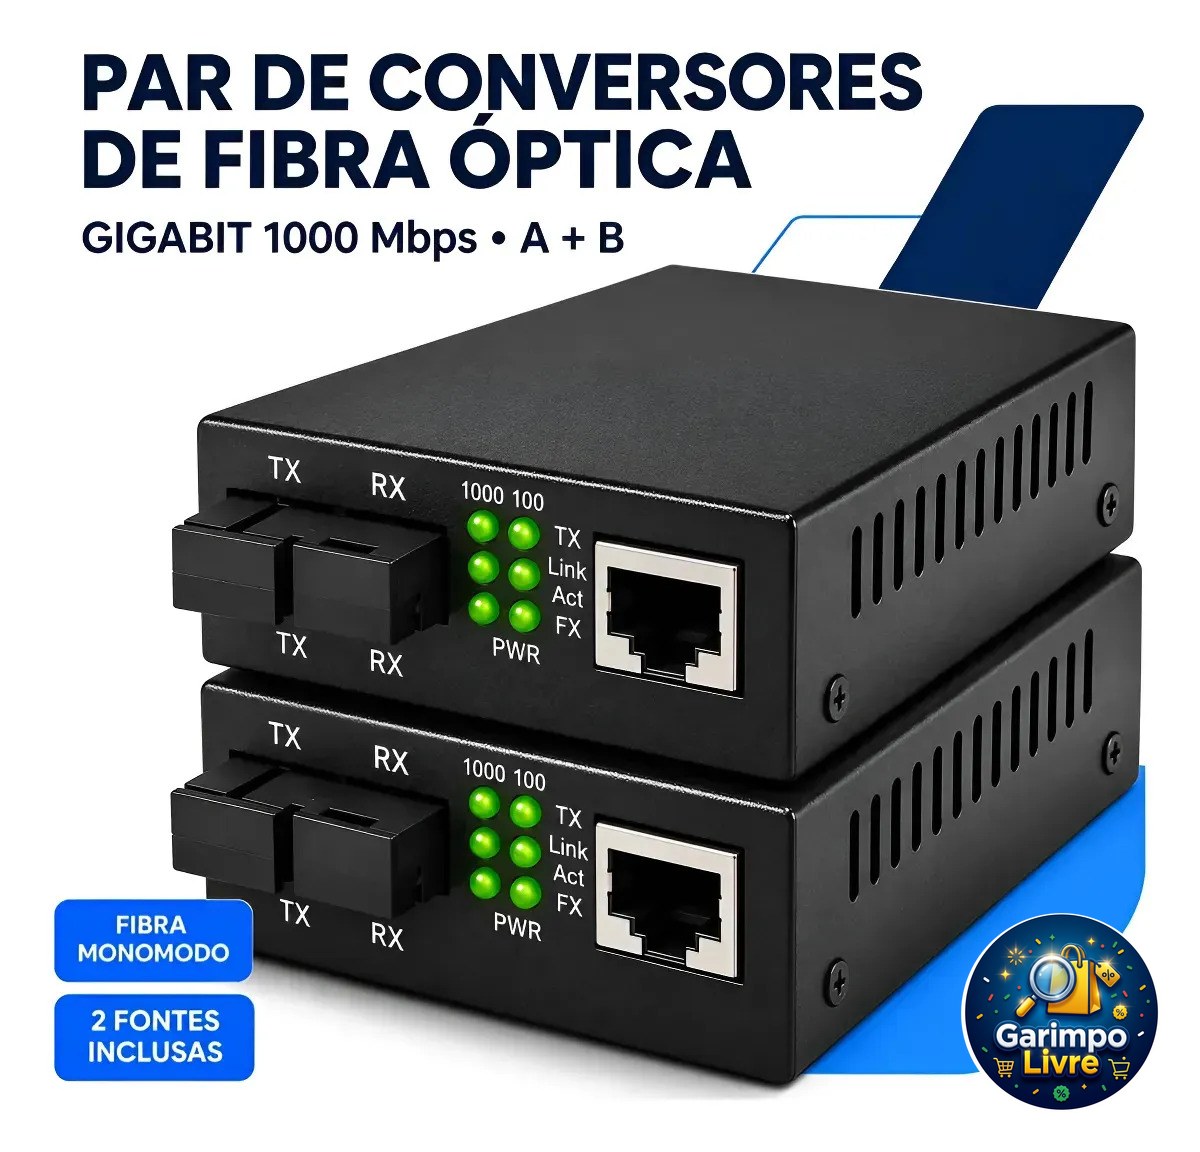 PAR DE CONVERSORES
DE FIBRA ÓPTICA
GIGABIT 1000 Mbps • A + B
TX RX
1000 100
TX
Link
Act
FX
PWR
TX RX
TX RX
1000 100
TX
Link
Act
FX
PWR
TX RX
FIBRA
MONOMODO
2 FONTES
INCLUSAS
%
%
Garimpo
Livre
%